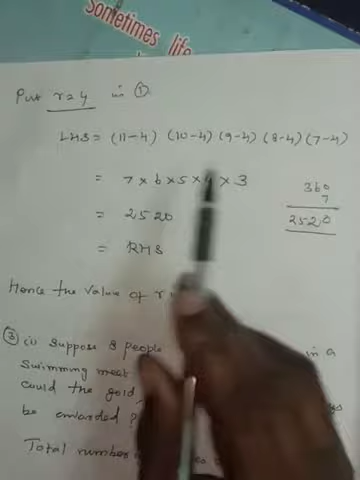 Sometimes life
Put r=4 in ①
LHS = (11-4) (10-4) (9-4) (8-4) (7-4)
= 7 × 6 × 5 × 4 × 3
360
7
= 2520
2520
= RHS
Hence the value of r
③ (i) Suppose 8 people in a
Swimming meet
could the gold,
be awarded?
Total number